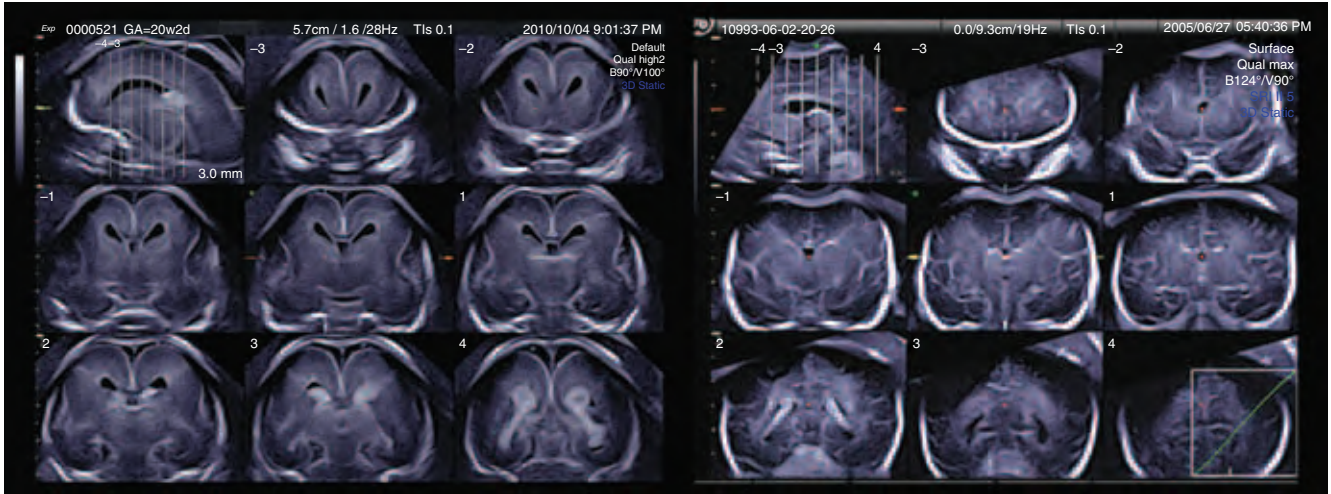 Exp 0000521 GA=20w2d 5.7cm / 1.6 /28Hz TIs 0.1 2010/10/04 9:01:37 PM
–4–3 –3 –2
Default
Qual high2
B90°/V100°
3D Static
3.0 mm
–1 1
2 3 4
10993-06-02-20-26 0.0/9.3cm/19Hz TIs 0.1 2005/06/27 05:40:36 PM
–4 –3 4 –3 –2
Surface
Qual max
B124°/V90°
3D Static
–1 1
2 3 4